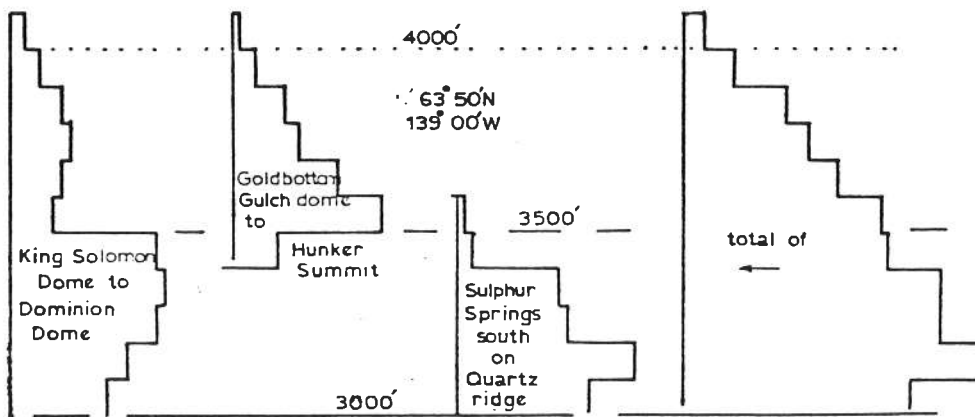 4000'
63° 50'N
139° 00'W
Goldbottom
Gulch dome
to
Hunker
Summit
3500'
King Solomon
Dome to
Dominion
Dome
Sulphur
Springs
south
on
Quartz
ridge
total of
3000'